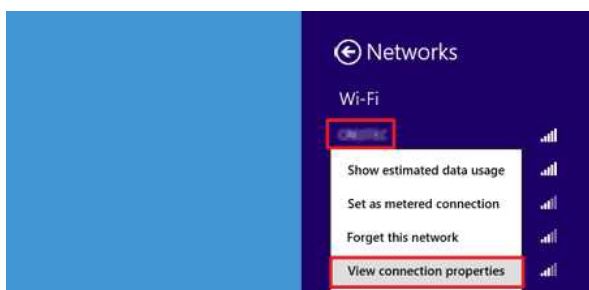 Networks
Wi-Fi
Show estimated data usage
Set as metered connection
Forget this network
View connection properties